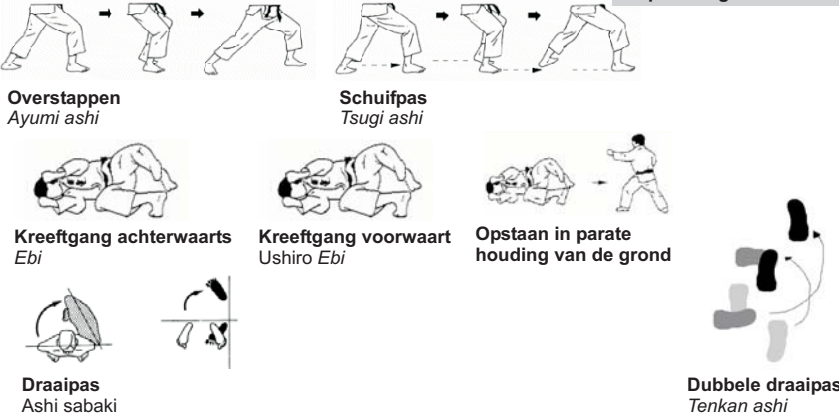 Overstappen
Ayumi ashi
Schuifpas
Tsugi ashi
Kreeftgang achterwaarts
Ebi
Kreeftgang voorwaart
Ushiro Ebi
Opstaan in parate
houding van de grond
Draaipas
Ashi sabaki
Dubbele draaipas
Tenkan ashi